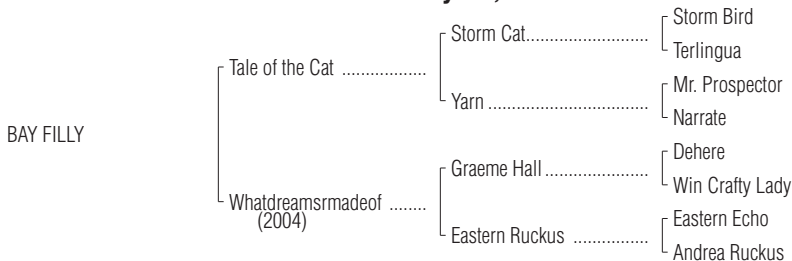 Storm Bird
Storm Cat..........................
Terlingua
Tale of the Cat ..................
Mr. Prospector
Yarn ..................................
Narrate
BAY FILLY
Dehere
Graeme Hall ......................
Win Crafty Lady
Whatdreamsrmadeof ........
(2004)
Eastern Echo
Eastern Ruckus ................
Andrea Ruckus